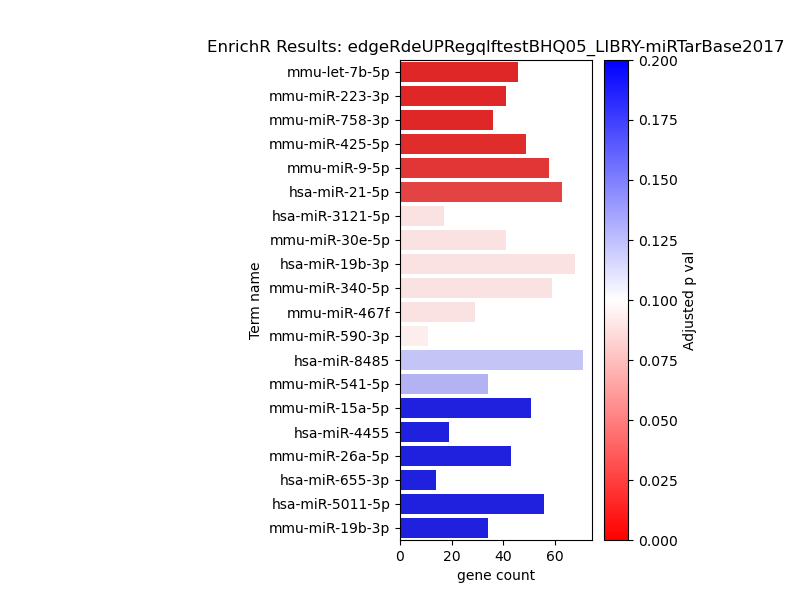 EnrichR Results: edgeRdeUPRegqlftestBHQ05_LIBRY-miRTarBase2017
mmu-let-7b-5p
mmu-miR-223-3p
mmu-miR-758-3p
mmu-miR-425-5p
mmu-miR-9-5p
hsa-miR-21-5p
hsa-miR-3121-5p
mmu-miR-30e-5p
hsa-miR-19b-3p
mmu-miR-340-5p
mmu-miR-467f
mmu-miR-590-3p
hsa-miR-8485
mmu-miR-541-5p
mmu-miR-15a-5p
hsa-miR-4455
mmu-miR-26a-5p
hsa-miR-655-3p
hsa-miR-5011-5p
mmu-miR-19b-3p
Term name
0 20 40 60
gene count
0.200
0.175
0.150
0.125
0.100
0.075
0.050
0.025
0.000
Adjusted p val